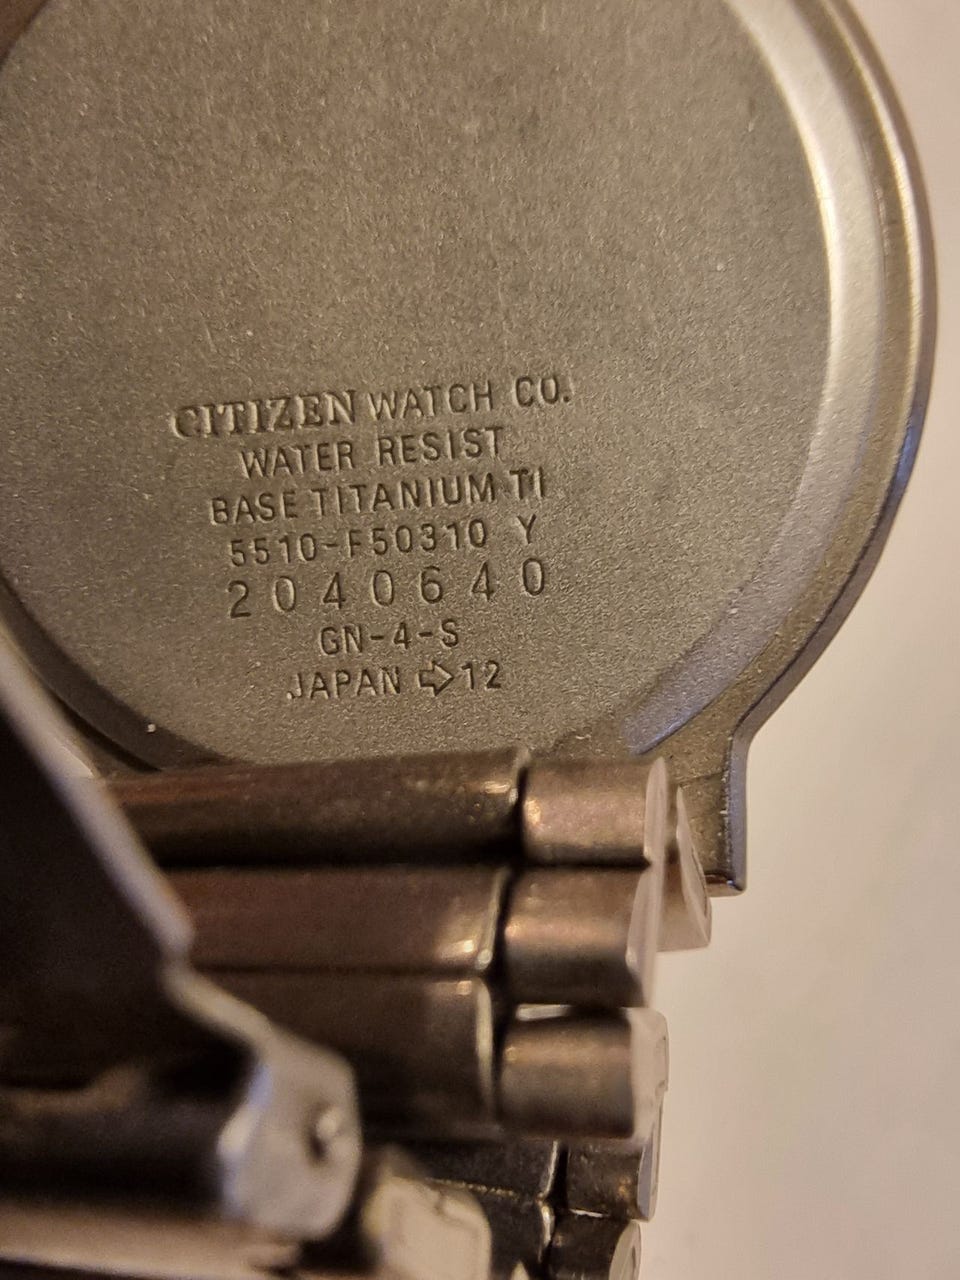 CITIZEN WATCH CO.
WATER RESIST
BASE TITANIUM TI
5510-F50310 Y
2040640
GN-4-S
JAPAN ⇨12